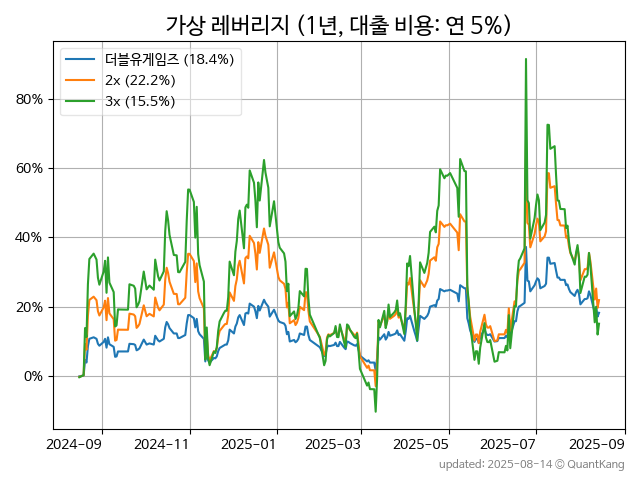 가상 레버리지 (1년, 대출 비용: 연 5%)
더블유게임즈 (18.4%)
2x (22.2%)
3x (15.5%)
80%
60%
40%
20%
0%
2024-09 2024-11 2025-01 2025-03 2025-05 2025-07 2025-09
updated: 2025-08-14 © QuantKang